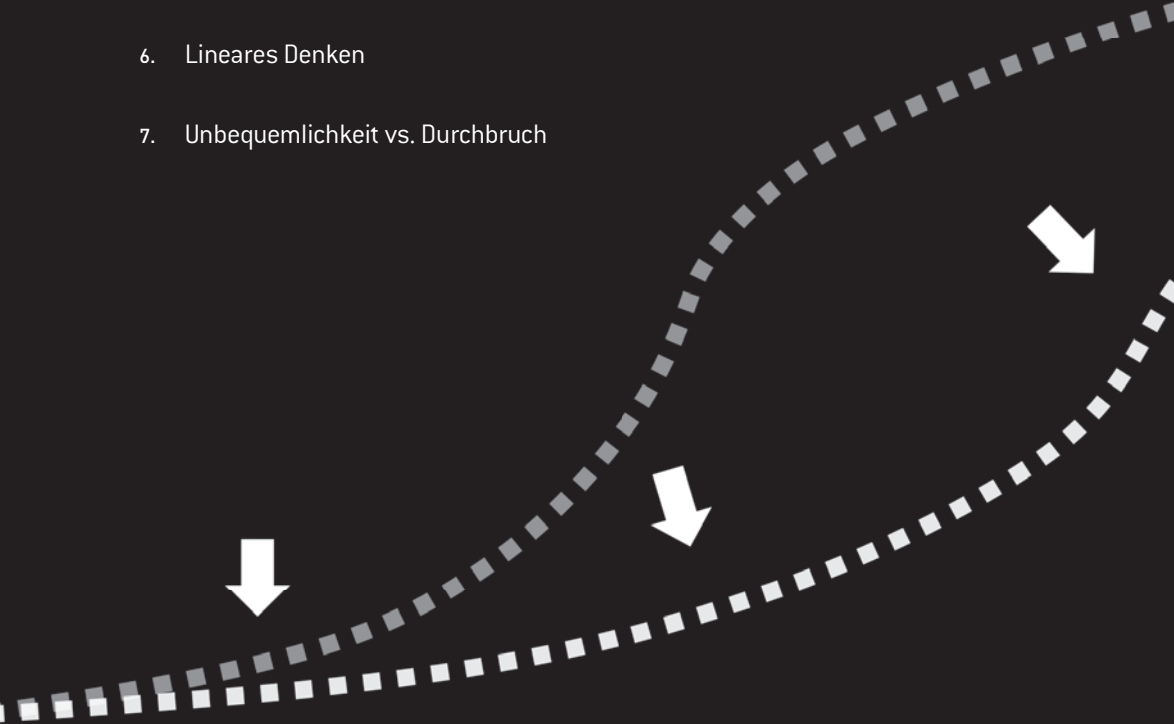 6. Lineares Denken
7. Unbequemlichkeit vs. Durchbruch